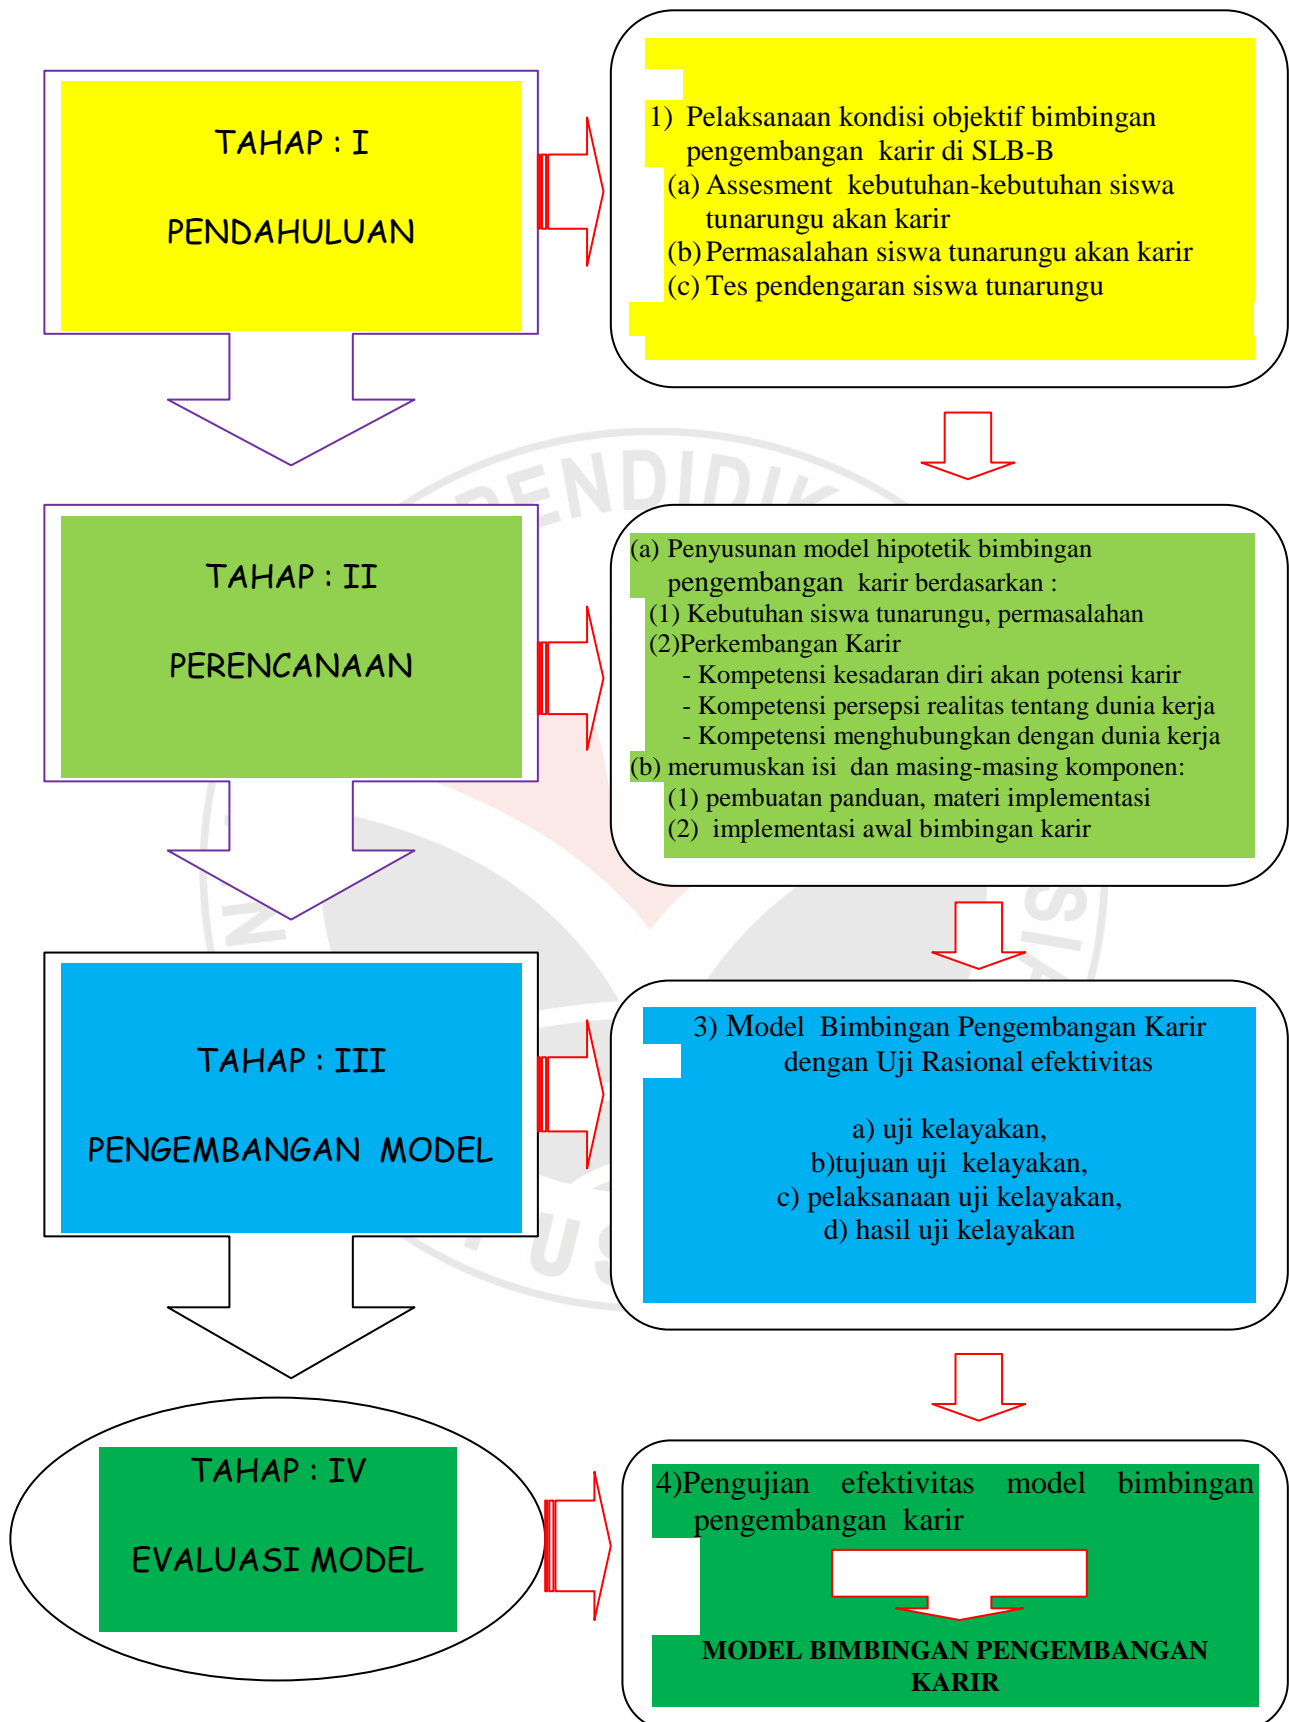 TAHAP : I
PENDAHULUAN
1) Pelaksanaan kondisi objektif bimbingan
pengembangan karir di SLB-B
(a) Assesment kebutuhan-kebutuhan siswa
tunarungu akan karir
(b) Permasalahan siswa tunarungu akan karir
(c) Tes pendengaran siswa tunarungu
TAHAP : II
PERENCANAAN
(a) Penyusunan model hipotetik bimbingan
pengembangan karir berdasarkan :
(1) Kebutuhan siswa tunarungu, permasalahan
(2)Perkembangan Karir
- Kompetensi kesadaran diri akan potensi karir
- Kompetensi persepsi realitas tentang dunia kerja
- Kompetensi menghubungkan dengan dunia kerja
(b) merumuskan isi dan masing-masing komponen:
(1) pembuatan panduan, materi implementasi
(2) implementasi awal bimbingan karir
TAHAP : III
PENGEMBANGAN MODEL
3) Model Bimbingan Pengembangan Karir
dengan Uji Rasional efektivitas
a) uji kelayakan,
b)tujuan uji kelayakan,
c) pelaksanaan uji kelayakan,
d) hasil uji kelayakan
TAHAP : IV
EVALUASI MODEL
4)Pengujian efektivitas model bimbingan
pengembangan karir
MODEL BIMBINGAN PENGEMBANGAN
KARIR